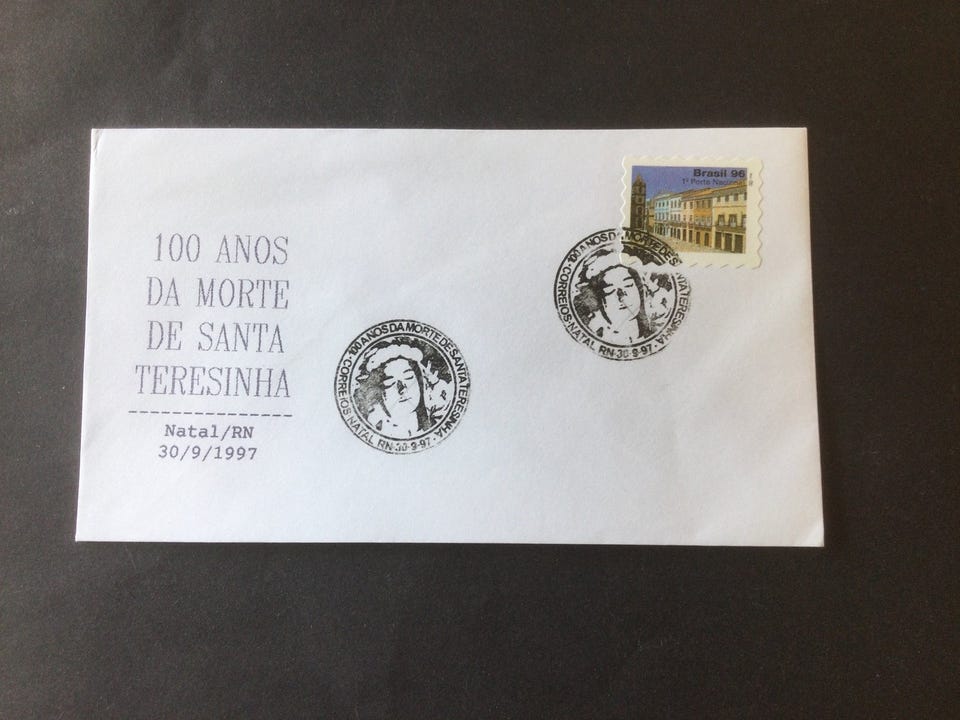 100 ANOS
DA MORTE
DE SANTA
TERESINHA
Natal/RN
30/9/1997
·100 ANOS DA MORTE DE SANTA TERESINHA·
CORREIOS·NATAL RN·30·9·97·
Brasil 96
1º Porte Nacional
·100 ANOS DA MORTE DE SANTA TERESINHA·
CORREIOS·NATAL RN·30·9·97·